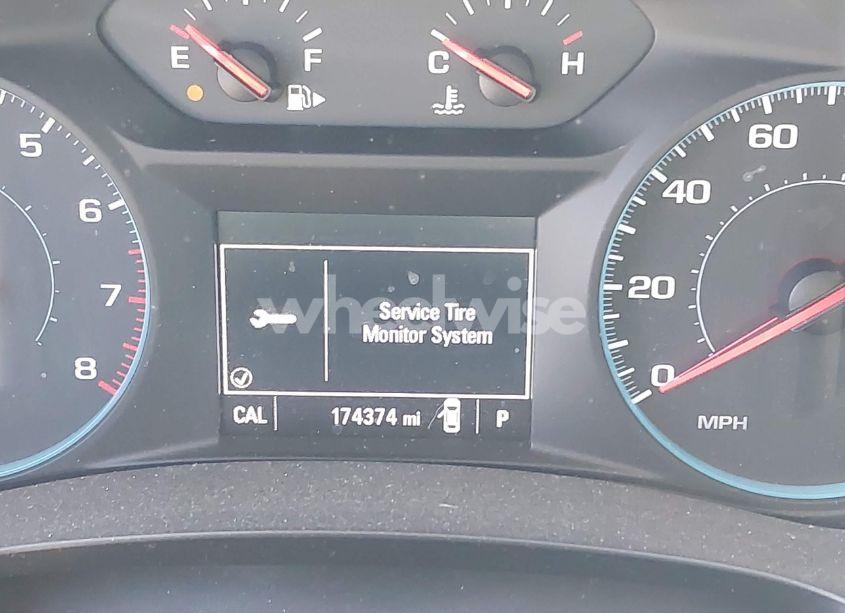 E F
C H
5
6
7
8
60
40
20
0
MPH
wheelwise
Service Tire
Monitor System
CAL 174374 mi P